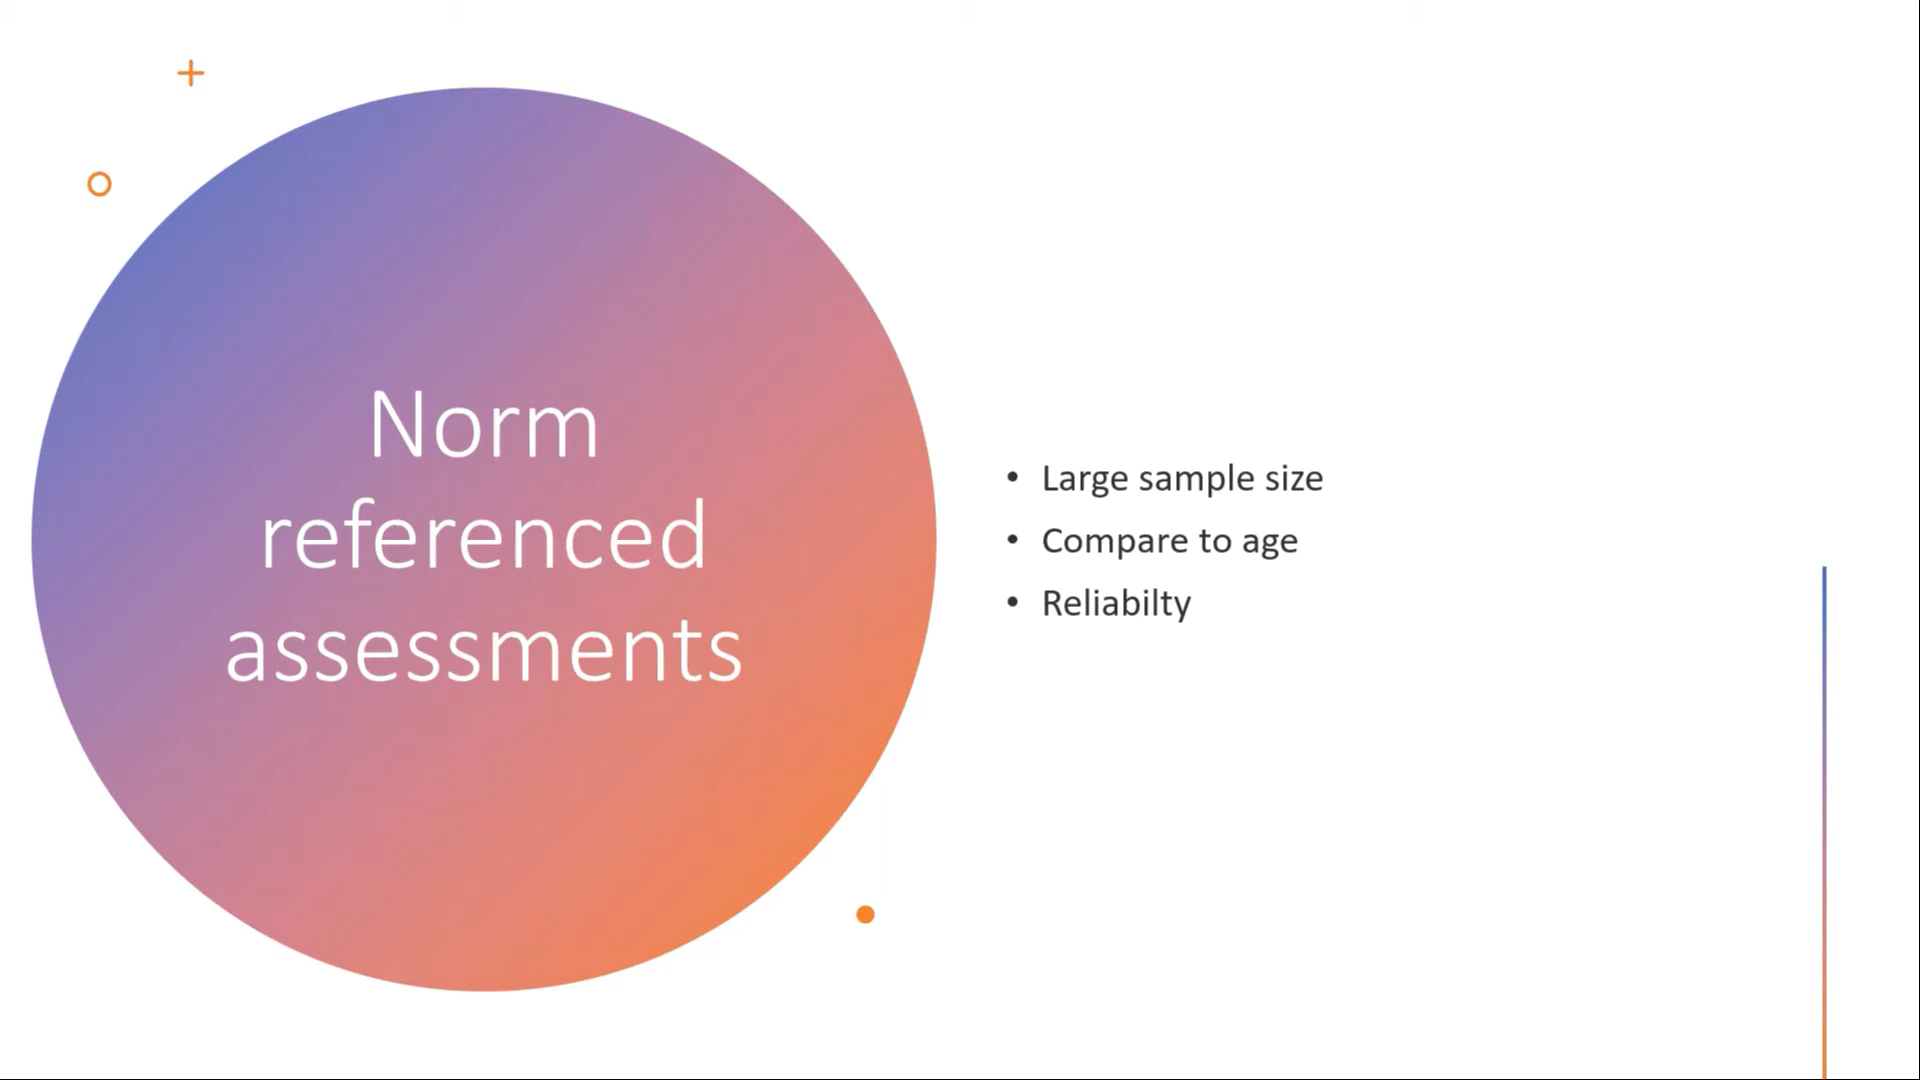 Norm
referenced
assessments
• Large sample size
• Compare to age
• Reliabilty